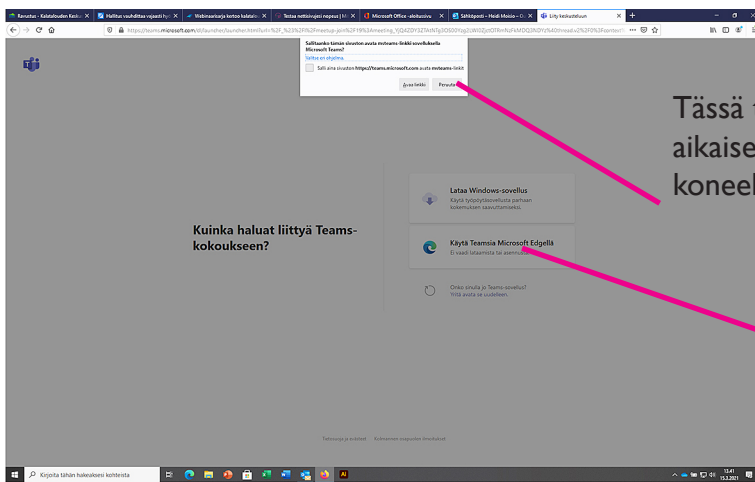 Ravustus - Kalatalouden Kesku
Hallitus vauhdittaa vajaasti hyö
Webinaarisarja kertoo kalatalo
Testaa nettisivujesi nopeus | M
Microsoft Office -aloitussivu
Sähköposti – Heidi Moisio – O
Liity keskusteluun
Sallitaanko tämän sivuston avata msteams-linkki sovelluksella
Microsoft Teams?
Valitse eri ohjelma.
Salli aina sivuston https://teams.microsoft.com avata msteams-linkit
Avaa linkki
Peruuta
Tässä
aikaise
koneel
Kuinka haluat liittyä Teams-
kokoukseen?
Lataa Windows-sovellus
Käytä työpöytäsovellusta parhaan
kokemuksen saavuttamiseksi.
Käytä Teamsia Microsoft Edgellä
Ei vaadi lataamista tai asennusta.
Onko sinulla jo Teams-sovellus?
Yritä avata se uudelleen.
Tietosuoja ja evästeet
Kolmannen osapuolen ilmoitukset
Kirjoita tähän hakeaksesi kohteista
13.41
15.3.2021